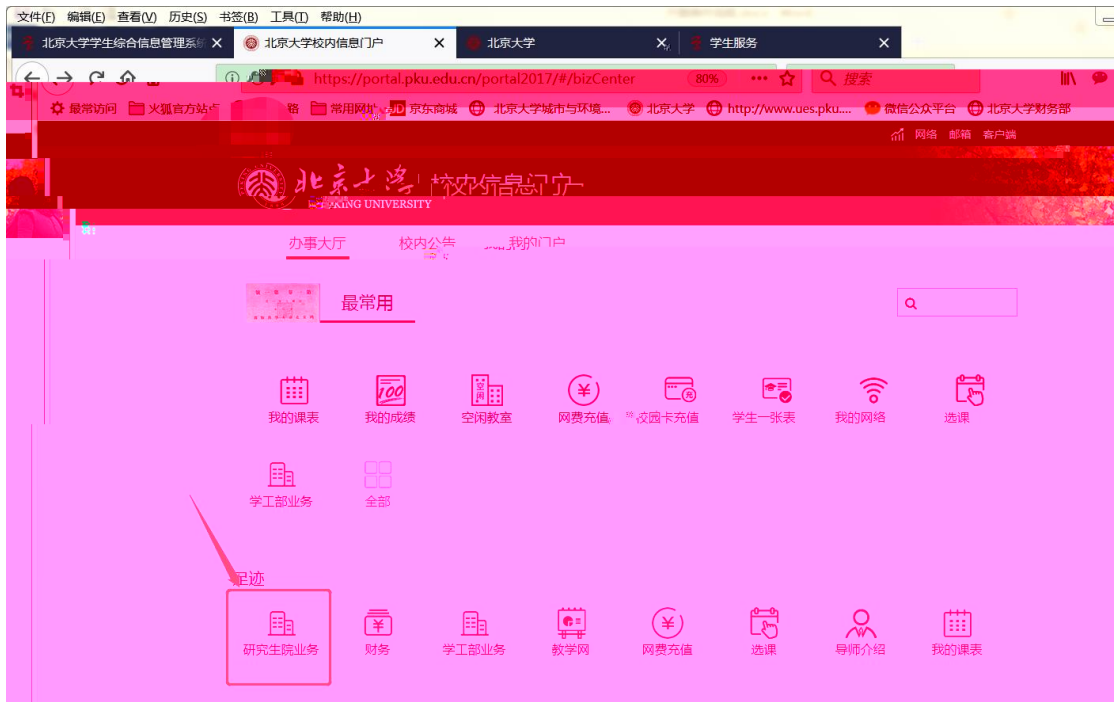 文件(F) 编辑(E) 查看(V) 历史(S) 书签(B) 工具(T) 帮助(H)
北京大学学生综合信息管理系统 北京大学校内信息门户 北京大学 学生服务
https://portal.pku.edu.cn/portal2017/#/bizCenter 80% 搜索
最常访问 火狐官方站点 常用网址 JD 京东商城 北京大学城市与环境... 北京大学 http://www.ues.pku.... 微信公众平台 北京大学财务部
网络 邮箱 客户端
北京大学 校内信息门户
PEKING UNIVERSITY
办事大厅 校内公告 我的门户
最常用
我的课表 我的成绩 空闲教室 网费充值 校园卡充值 学生一张表 我的网络 选课
学工部业务 全部
足迹
研究生院业务 财务 学工部业务 教学网 网费充值 选课 导师介绍 我的课表